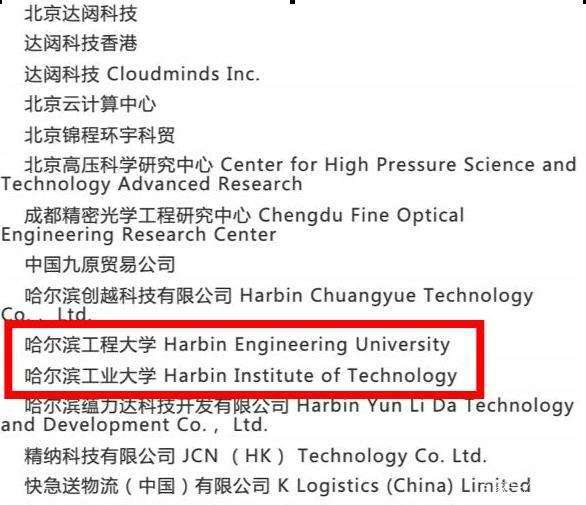 北京达闼科技
达闼科技香港
达闼科技 Cloudminds Inc.
北京云计算中心
北京锦程环宇科贸
北京高压科学研究中心 Center for High Pressure Science and
Technology Advanced Research
成都精密光学工程研究中心 Chengdu Fine Optical
Engineering Research Center
中国九原贸易公司
哈尔滨创越科技有限公司 Harbin Chuangyue Technology
Co. , Ltd.
哈尔滨工程大学 Harbin Engineering University
哈尔滨工业大学 Harbin Institute of Technology
哈尔滨蕴力达科技开发有限公司 Harbin Yun Li Da Technology
and Development Co. , Ltd.
精纳科技有限公司 JCN （HK） Technology Co. Ltd.
快急送物流（中国）有限公司 K Logistics (China) Limited